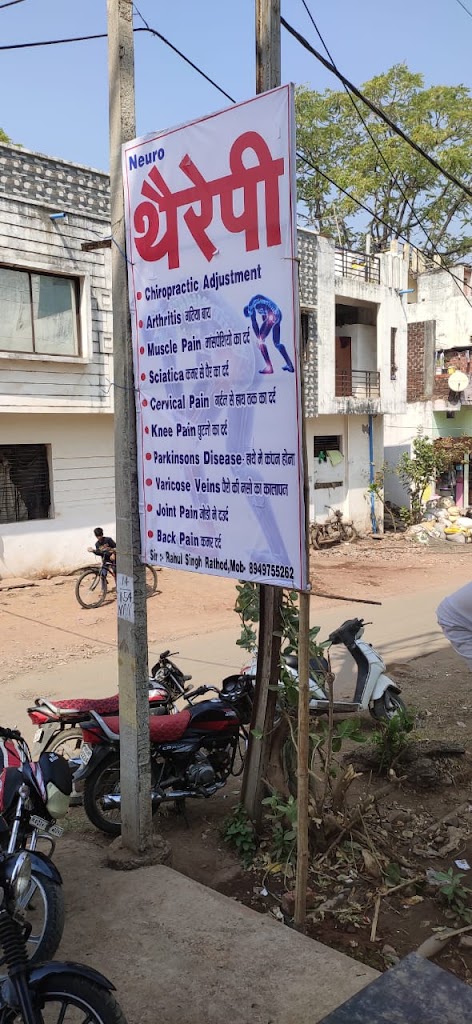 Neuro
थैरेपी
Chiropractic Adjustment
Arthritis गठिया बाय
Muscle Pain मासपेशियों का दर्द
Sciatica कमर से पैर का दर्द
Cervical Pain गर्दन से हाथ तक का दर्द
Knee Pain घुटनो का दर्द
Parkinsons Disease हाथो मे कंपन होना
Varicose Veins पैरो की नसो का कालापन
Joint Pain जोडो मे दर्द
Back Pain कमर दर्द
Sir :- Rahul Singh Rathod,Mob- 8949755262